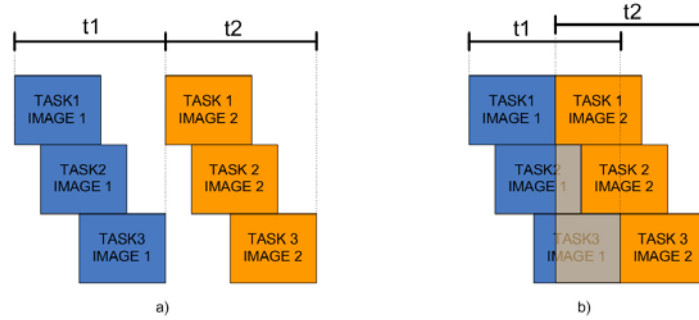 t1
t2
t1
t2
TASK1
IMAGE 1
TASK 1
IMAGE 2
TASK1
IMAGE 1
TASK 1
IMAGE 2
TASK2
IMAGE 1
TASK 2
IMAGE 2
TASK2
IMAGE 1
TASK 2
IMAGE 2
TASK3
IMAGE 1
TASK 3
IMAGE 2
TASK3
IMAGE 1
TASK 3
IMAGE 2
a)
b)